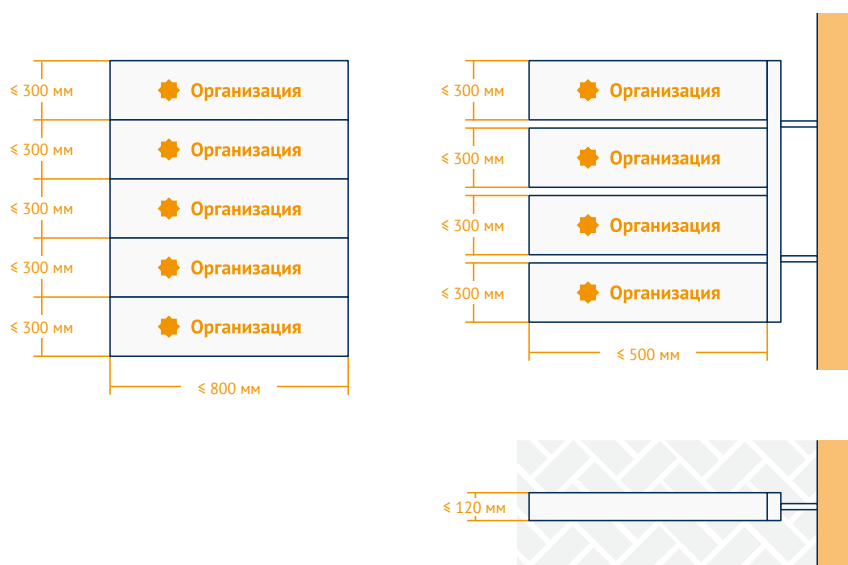 ≤ 300 мм
Организация
≤ 300 мм
Организация
≤ 300 мм
Организация
≤ 300 мм
Организация
≤ 300 мм
Организация
≤ 800 мм
≤ 300 мм
Организация
≤ 300 мм
Организация
≤ 300 мм
Организация
≤ 300 мм
Организация
≤ 500 мм
≤ 120 мм